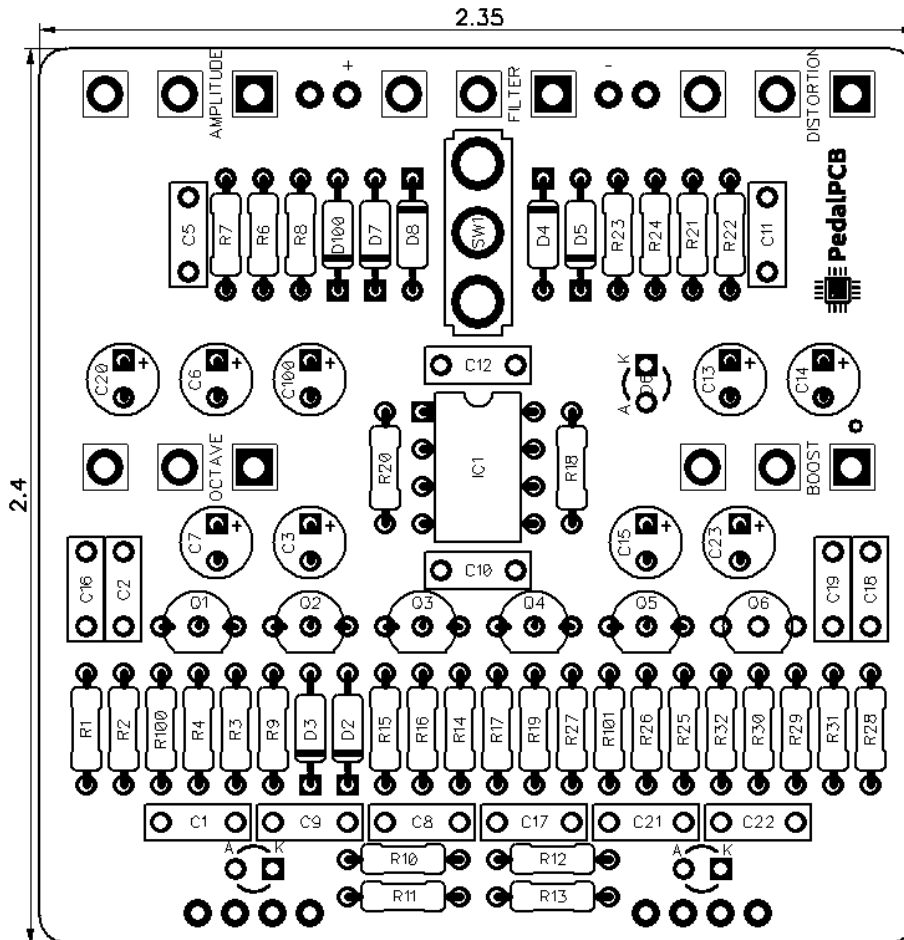 2.35
2.4
AMPLITUDE
+
FILTER
-
DISTORTION
PedalPCB
C5
R7
R6
R8
D100
D7
D8
SW1
D4
D5
R23
R24
R21
R22
C11
C20
+
C6
+
C100
+
C12
K
A
C13
+
C14
+
OCTAVE
R20
IC1
R18
BOOST
C7
+
C3
+
C10
C15
+
C23
+
C16
C2
Q1
Q2
Q3
Q4
Q5
Q6
C19
C18
R1
R2
R100
R4
R3
R9
D3
D2
R15
R16
R14
R17
R19
R27
R101
R26
R25
R32
R30
R29
R31
R28
C1
C9
C8
C17
C21
C22
A
K
R10
R12
A
K
R11
R13